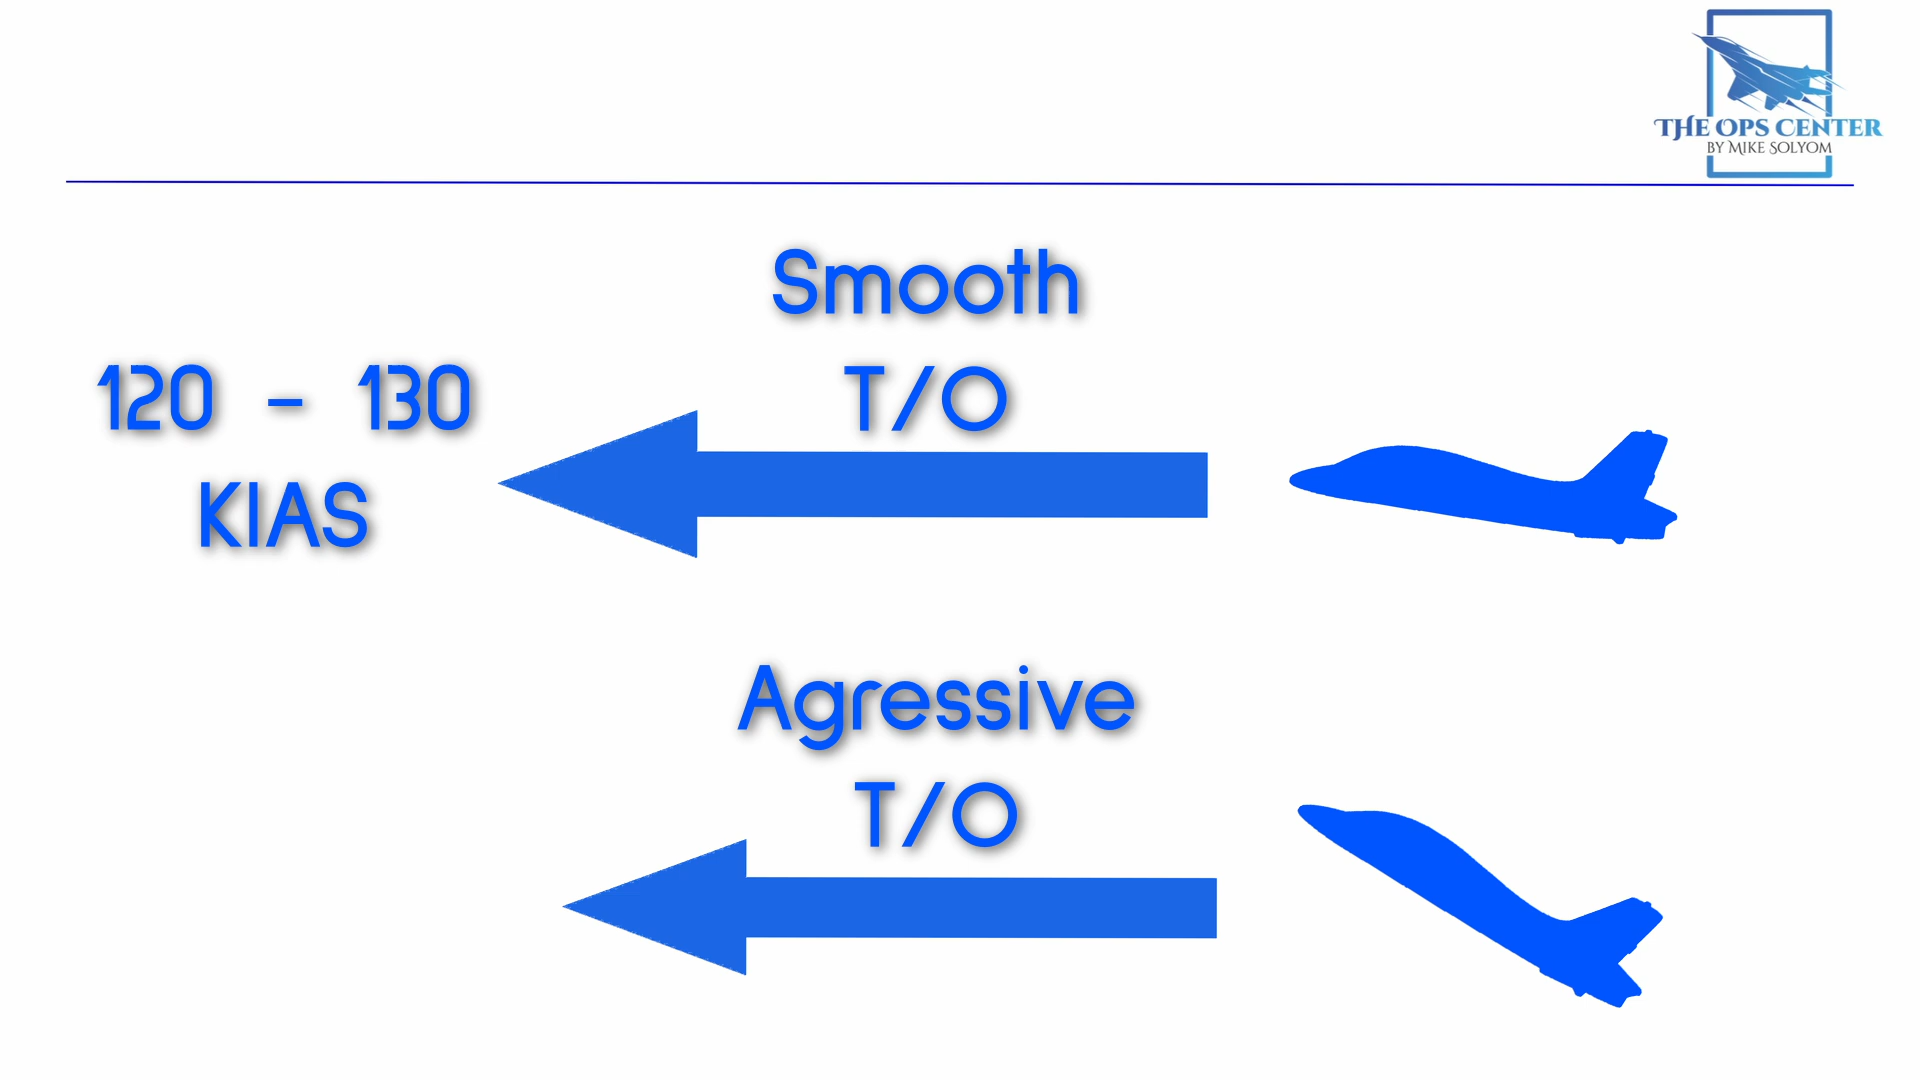 THE OPS CENTER
BY MIKE SOLYOM
Smooth
T/O
120 - 130
KIAS
Agressive
T/O